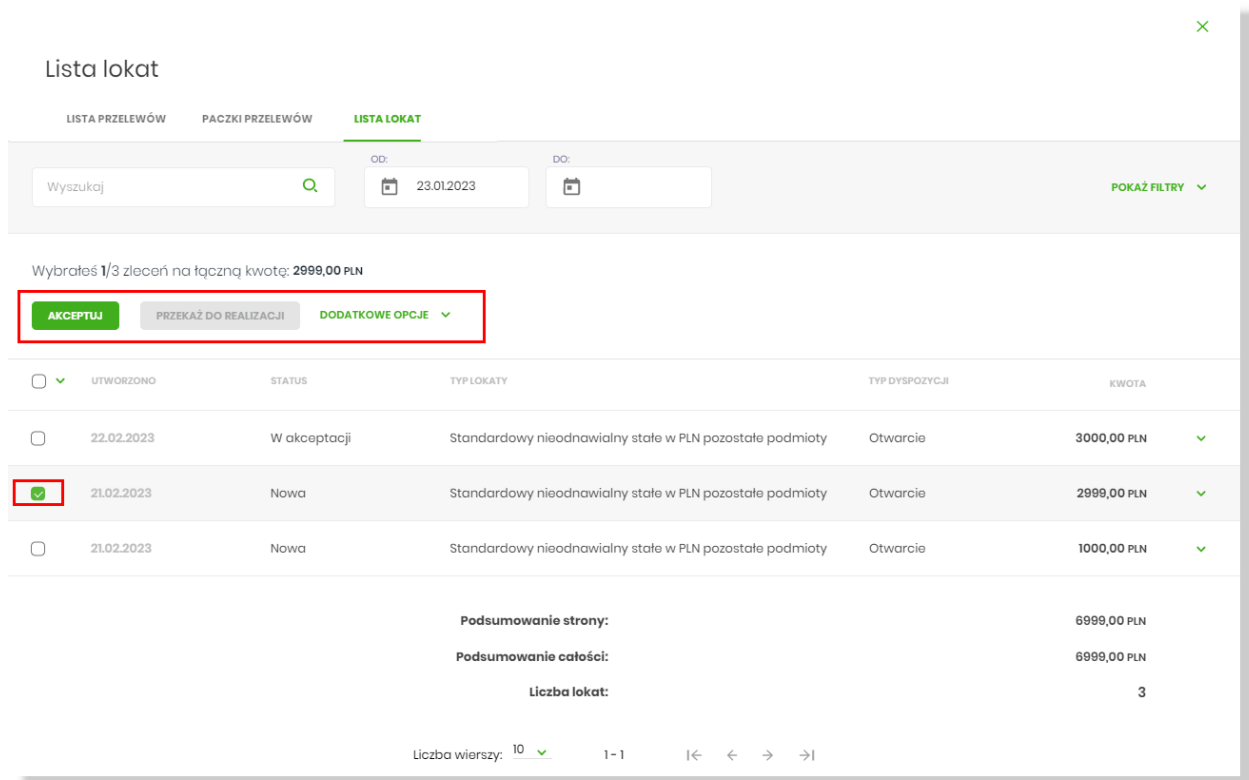 Lista lokat
LISTA PRZELEWÓW PACZKI PRZELEWÓW LISTA LOKAT
OD: DO:
Wyszukaj 23.01.2023 POKAŻ FILTRY
Wybrałeś 1/3 zleceń na łączną kwotę: 2999,00 PLN
AKCEPTUJ PRZEKAŻ DO REALIZACJI DODATKOWE OPCJE
UTWORZONO STATUS TYP LOKATY TYP DYSPOZYCJI KWOTA
22.02.2023 W akceptacji Standardowy nieodnawialny stałe w PLN pozostałe podmioty Otwarcie 3000,00 PLN
21.02.2023 Nowa Standardowy nieodnawialny stałe w PLN pozostałe podmioty Otwarcie 2999,00 PLN
21.02.2023 Nowa Standardowy nieodnawialny stałe w PLN pozostałe podmioty Otwarcie 1000,00 PLN
Podsumowanie strony: 6999,00 PLN
Podsumowanie całości: 6999,00 PLN
Liczba lokat: 3
Liczba wierszy: 10 1 - 1